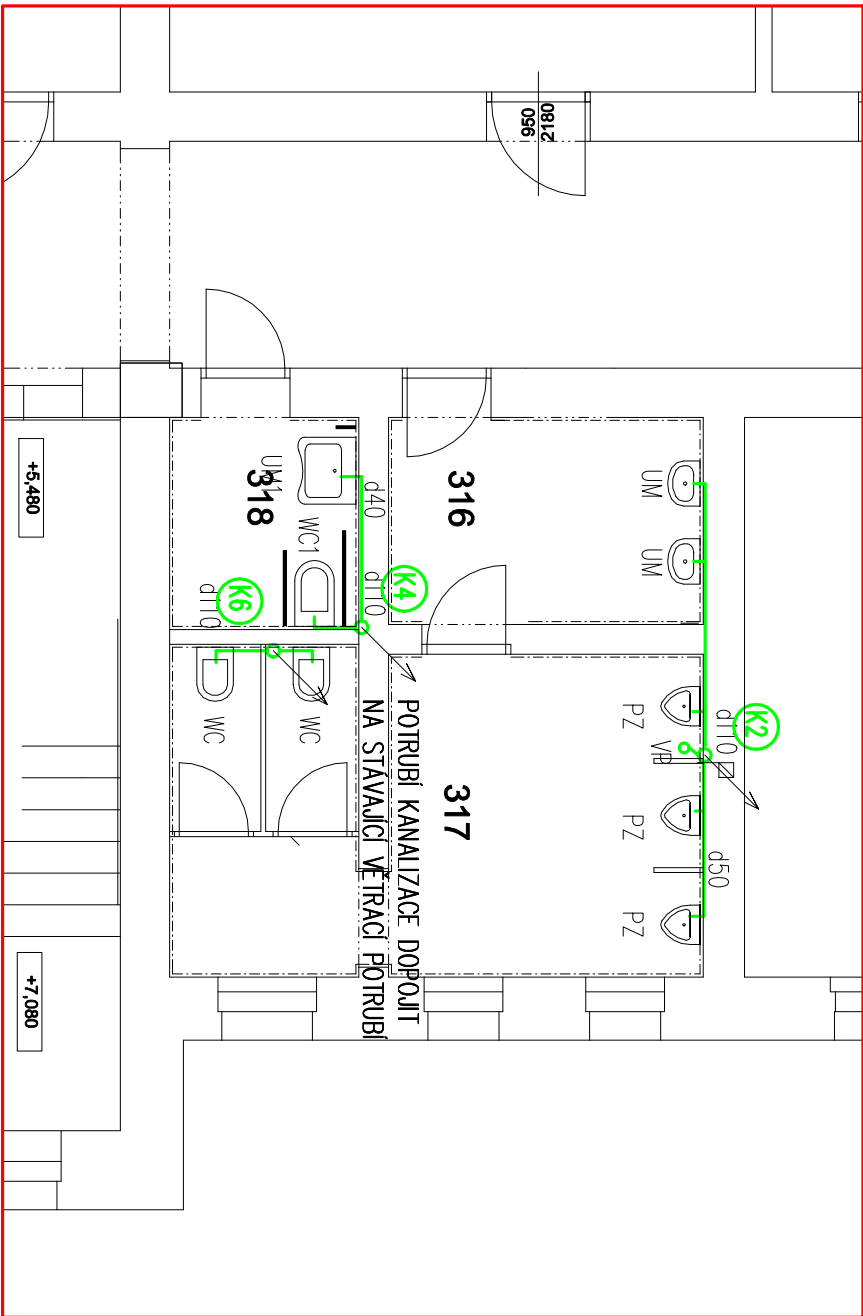 950
2180
UM
UM
316
d40
UM1
318
WC1
d110
K4
K6
d110
K2
d110
PZ
VP
PZ
317
d50
PZ
WC
WC
POTRUBÍ KANALIZACE DOPOJIT
NA STÁVAJÍCÍ VĚTRACÍ POTRUBÍ
+5,480
+7,080